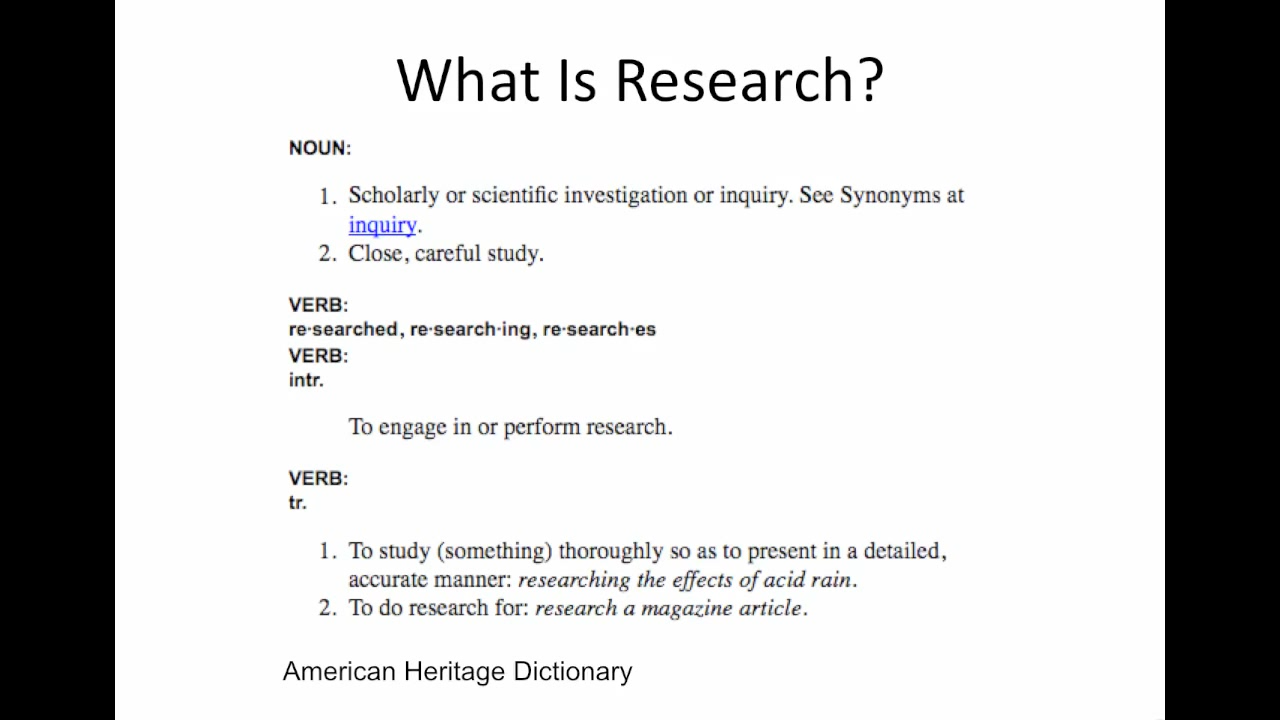 What Is Research?
NOUN:
1. Scholarly or scientific investigation or inquiry. See Synonyms at
inquiry.
2. Close, careful study.
VERB:
re·searched, re·search·ing, re·search·es
VERB:
intr.
To engage in or perform research.
VERB:
tr.
1. To study (something) thoroughly so as to present in a detailed,
accurate manner: researching the effects of acid rain.
2. To do research for: research a magazine article.
American Heritage Dictionary